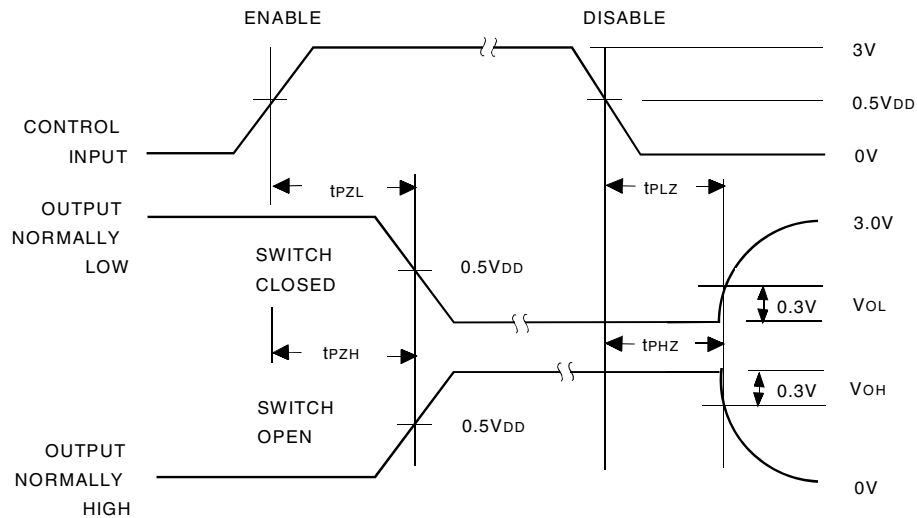 ENABLE
DISABLE
3V
0.5VDD
CONTROL
INPUT
0V
tPZL
tPLZ
OUTPUT
NORMALLY
LOW
3.0V
SWITCH
CLOSED
0.5VDD
0.3V
VOL
tPZH
tPHZ
0.3V
VOH
SWITCH
OPEN
0.5VDD
OUTPUT
NORMALLY
HIGH
0V